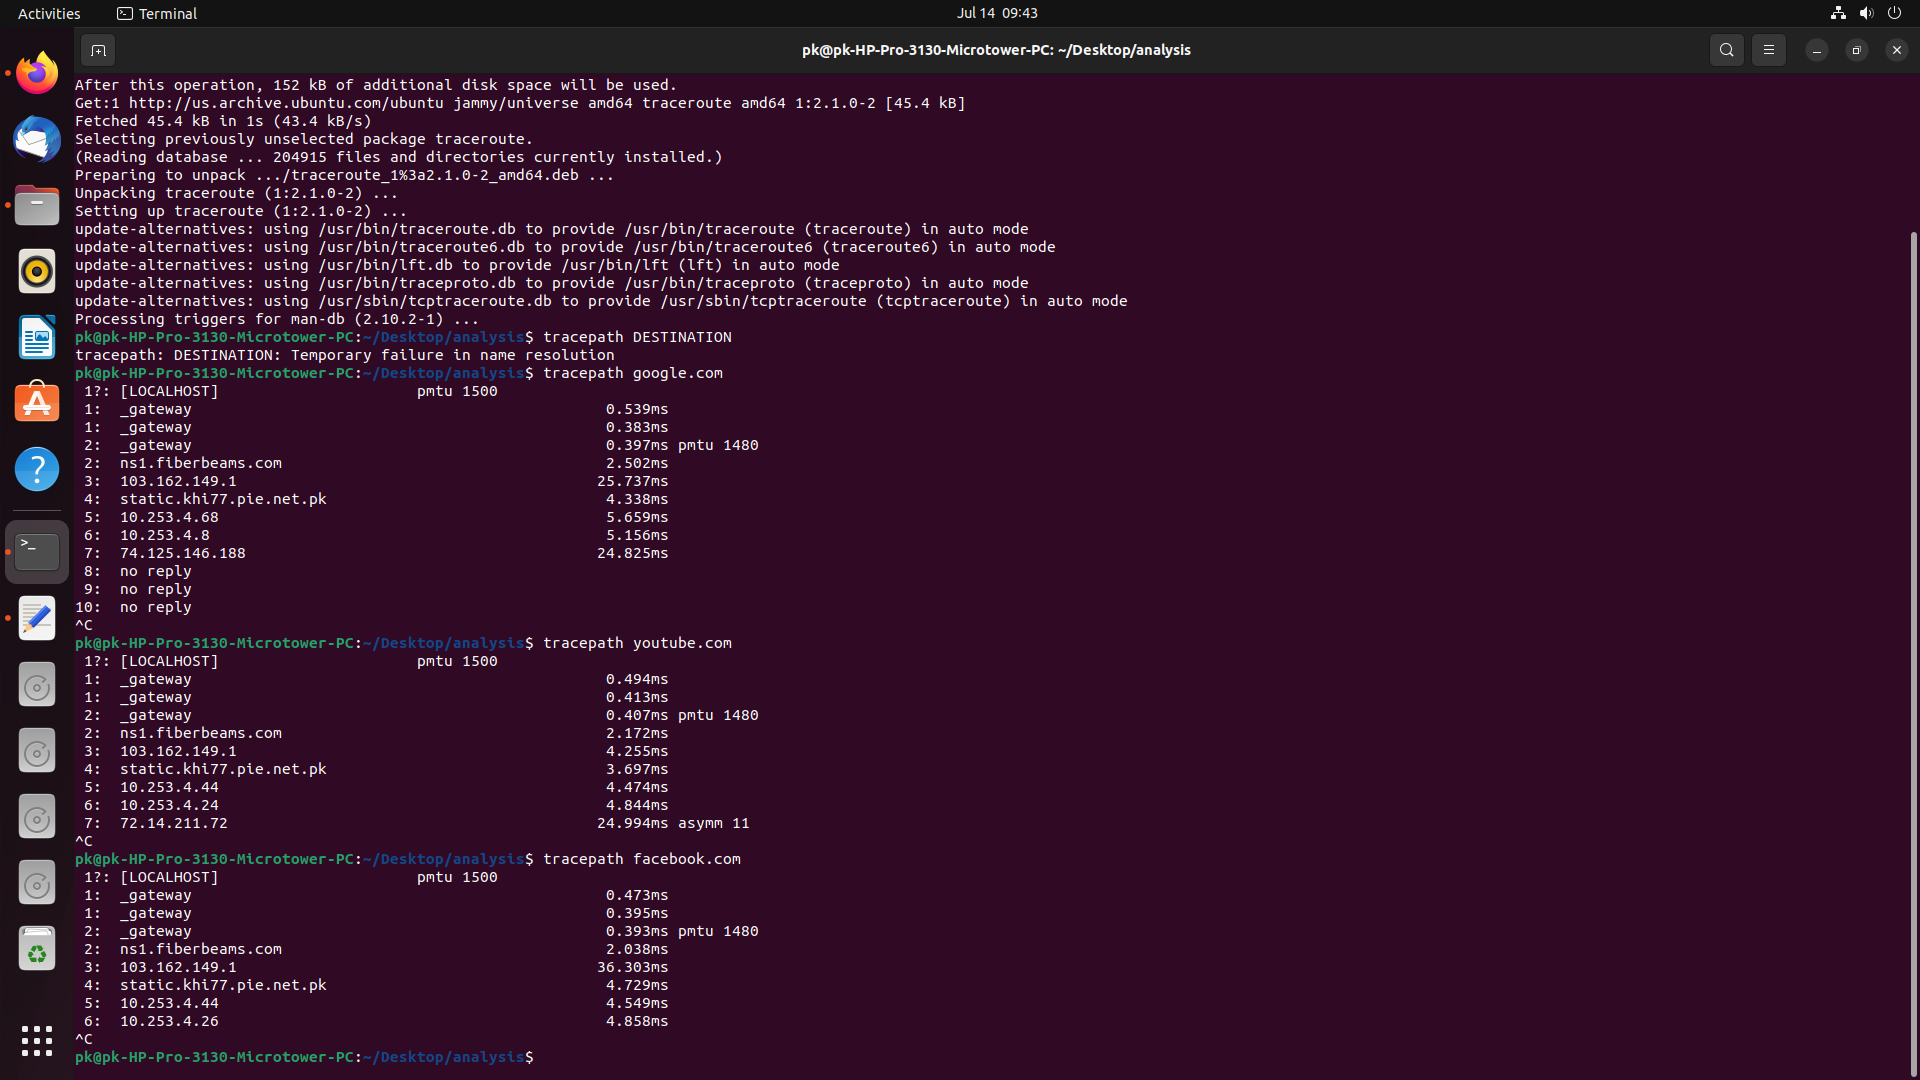 Activities Terminal Jul 14 09:43
pk@pk-HP-Pro-3130-Microtower-PC: ~/Desktop/analysis
After this operation, 152 kB of additional disk space will be used.
Get:1 http://us.archive.ubuntu.com/ubuntu jammy/universe amd64 traceroute amd64 1:2.1.0-2 [45.4 kB]
Fetched 45.4 kB in 1s (43.4 kB/s)
Selecting previously unselected package traceroute.
(Reading database ... 204915 files and directories currently installed.)
Preparing to unpack .../traceroute_1%3a2.1.0-2_amd64.deb ...
Unpacking traceroute (1:2.1.0-2) ...
Setting up traceroute (1:2.1.0-2) ...
update-alternatives: using /usr/bin/traceroute.db to provide /usr/bin/traceroute (traceroute) in auto mode
update-alternatives: using /usr/bin/traceroute6.db to provide /usr/bin/traceroute6 (traceroute6) in auto mode
update-alternatives: using /usr/bin/lft.db to provide /usr/bin/lft (lft) in auto mode
update-alternatives: using /usr/bin/traceproto.db to provide /usr/bin/traceproto (traceproto) in auto mode
update-alternatives: using /usr/sbin/tcptraceroute.db to provide /usr/sbin/tcptraceroute (tcptraceroute) in auto mode
Processing triggers for man-db (2.10.2-1) ...
pk@pk-HP-Pro-3130-Microtower-PC:~/Desktop/analysis$ tracepath DESTINATION
tracepath: DESTINATION: Temporary failure in name resolution
pk@pk-HP-Pro-3130-Microtower-PC:~/Desktop/analysis$ tracepath google.com
 1?: [LOCALHOST]                      pmtu 1500
 1:  _gateway                                              0.539ms
 1:  _gateway                                              0.383ms
 2:  _gateway                                              0.397ms pmtu 1480
 2:  ns1.fiberbeams.com                                    2.502ms
 3:  103.162.149.1                                        25.737ms
 4:  static.khi77.pie.net.pk                               4.338ms
 5:  10.253.4.68                                           5.659ms
 6:  10.253.4.8                                            5.156ms
 7:  74.125.146.188                                       24.825ms
 8:  no reply
 9:  no reply
10:  no reply
^C
pk@pk-HP-Pro-3130-Microtower-PC:~/Desktop/analysis$ tracepath youtube.com
 1?: [LOCALHOST]                      pmtu 1500
 1:  _gateway                                              0.494ms
 1:  _gateway                                              0.413ms
 2:  _gateway                                              0.407ms pmtu 1480
 2:  ns1.fiberbeams.com                                    2.172ms
 3:  103.162.149.1                                         4.255ms
 4:  static.khi77.pie.net.pk                               3.697ms
 5:  10.253.4.44                                           4.474ms
 6:  10.253.4.24                                           4.844ms
 7:  72.14.211.72                                         24.994ms asymm 11
^C
pk@pk-HP-Pro-3130-Microtower-PC:~/Desktop/analysis$ tracepath facebook.com
 1?: [LOCALHOST]                      pmtu 1500
 1:  _gateway                                              0.473ms
 1:  _gateway                                              0.395ms
 2:  _gateway                                              0.393ms pmtu 1480
 2:  ns1.fiberbeams.com                                    2.038ms
 3:  103.162.149.1                                        36.303ms
 4:  static.khi77.pie.net.pk                               4.729ms
 5:  10.253.4.44                                           4.549ms
 6:  10.253.4.26                                           4.858ms
^C
pk@pk-HP-Pro-3130-Microtower-PC:~/Desktop/analysis$